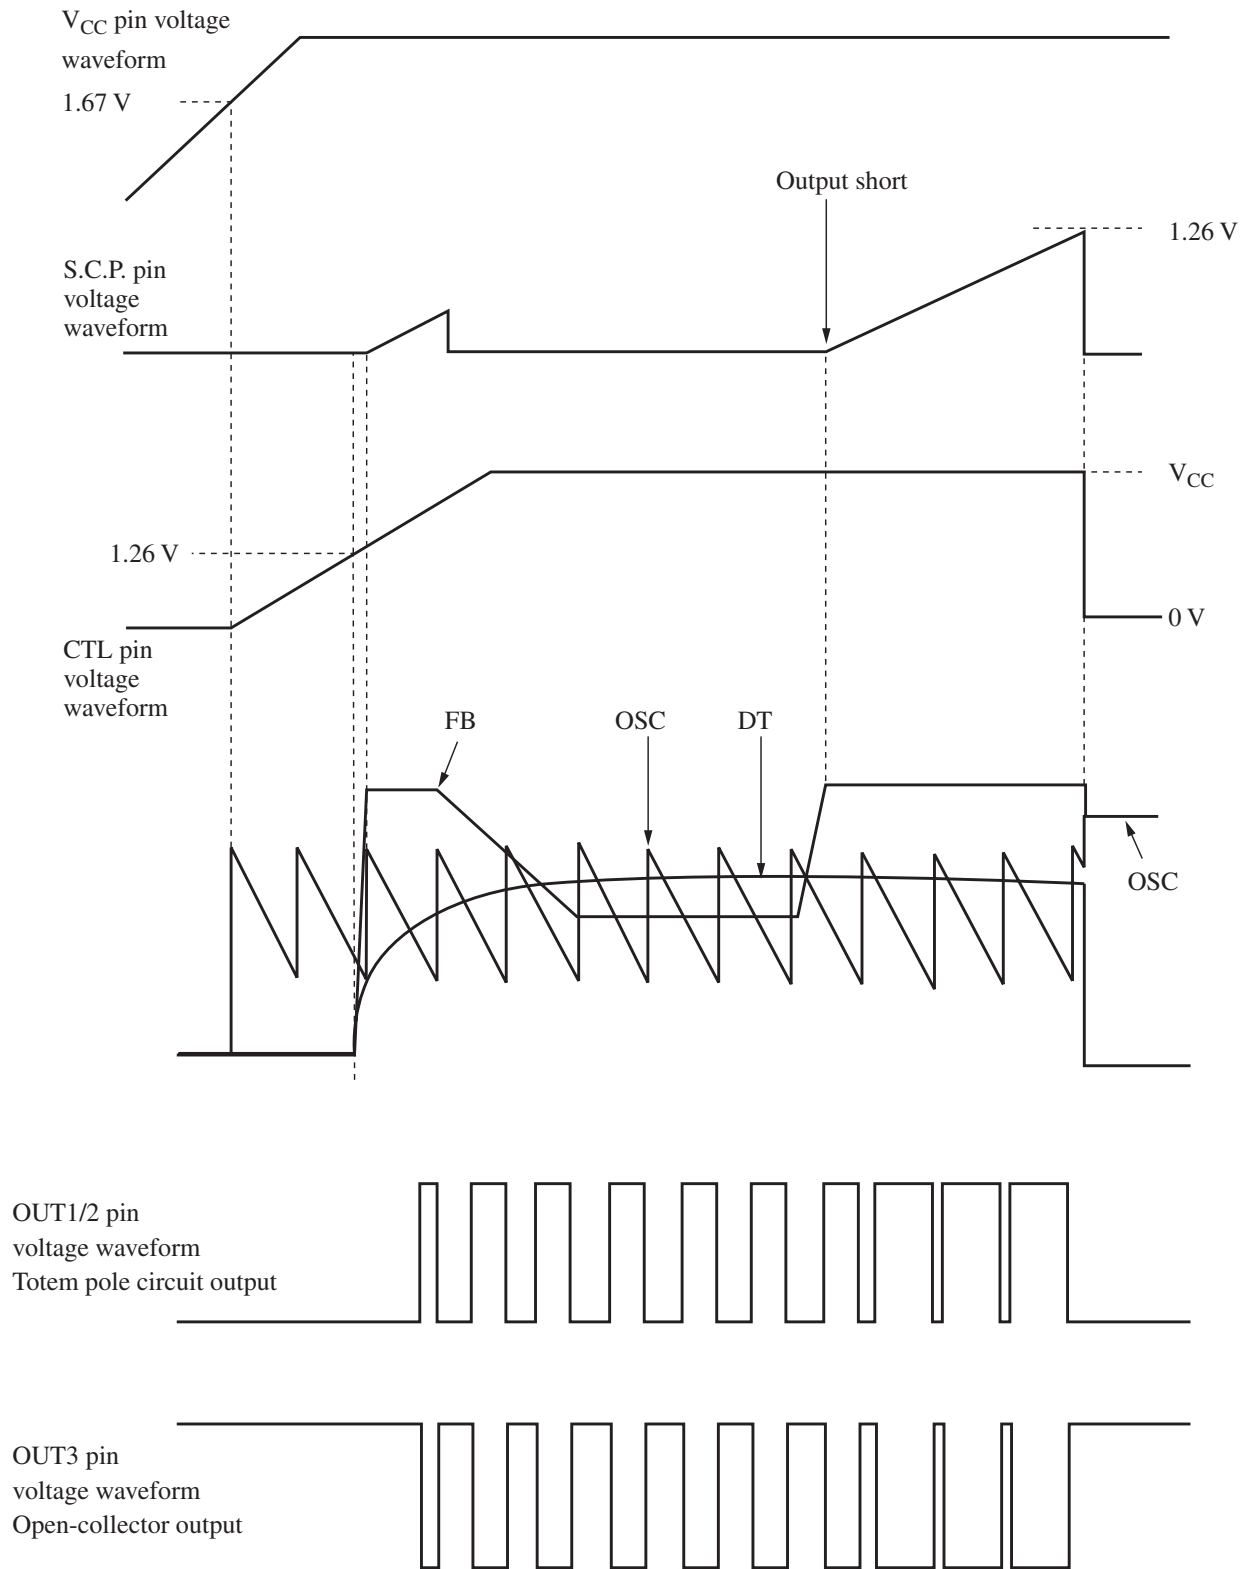 VCC pin voltage
waveform
1.67 V
Output short
1.26 V
S.C.P. pin
voltage
waveform
VCC
1.26 V
0 V
CTL pin
voltage
waveform
FB
OSC
DT
OSC
OUT1/2 pin
voltage waveform
Totem pole circuit output
OUT3 pin
voltage waveform
Open-collector output